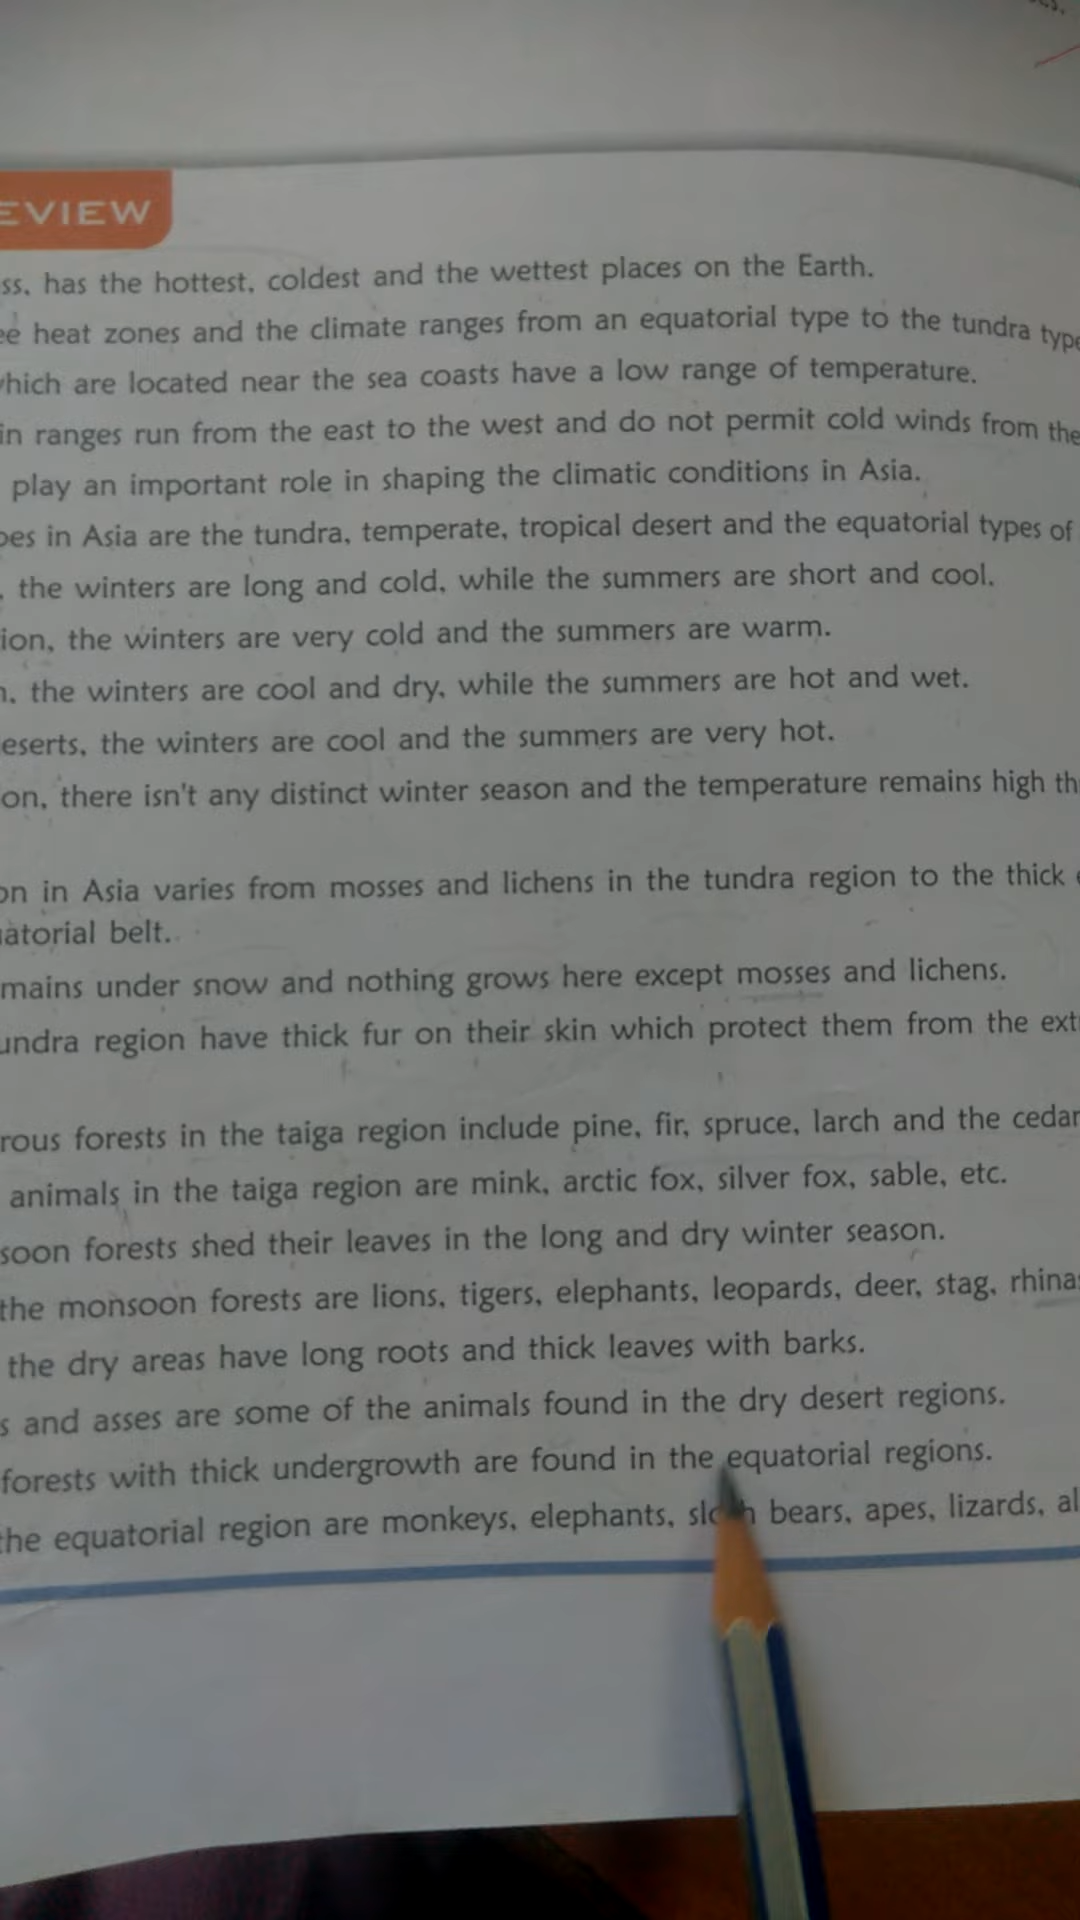 EVIEW
ss, has the hottest, coldest and the wettest places on the Earth.
ee heat zones and the climate ranges from an equatorial type to the tundra type
which are located near the sea coasts have a low range of temperature.
in ranges run from the east to the west and do not permit cold winds from the
play an important role in shaping the climatic conditions in Asia.
pes in Asia are the tundra, temperate, tropical desert and the equatorial types of
, the winters are long and cold, while the summers are short and cool.
ion, the winters are very cold and the summers are warm.
n, the winters are cool and dry, while the summers are hot and wet.
eserts, the winters are cool and the summers are very hot.
on, there isn't any distinct winter season and the temperature remains high th
on in Asia varies from mosses and lichens in the tundra region to the thick
atorial belt.
mains under snow and nothing grows here except mosses and lichens.
undra region have thick fur on their skin which protect them from the ext
rous forests in the taiga region include pine, fir, spruce, larch and the cedar
animals in the taiga region are mink, arctic fox, silver fox, sable, etc.
soon forests shed their leaves in the long and dry winter season.
the monsoon forests are lions, tigers, elephants, leopards, deer, stag, rhinas
the dry areas have long roots and thick leaves with barks.
s and asses are some of the animals found in the dry desert regions.
forests with thick undergrowth are found in the equatorial regions.
the equatorial region are monkeys, elephants, sloth bears, apes, lizards, al